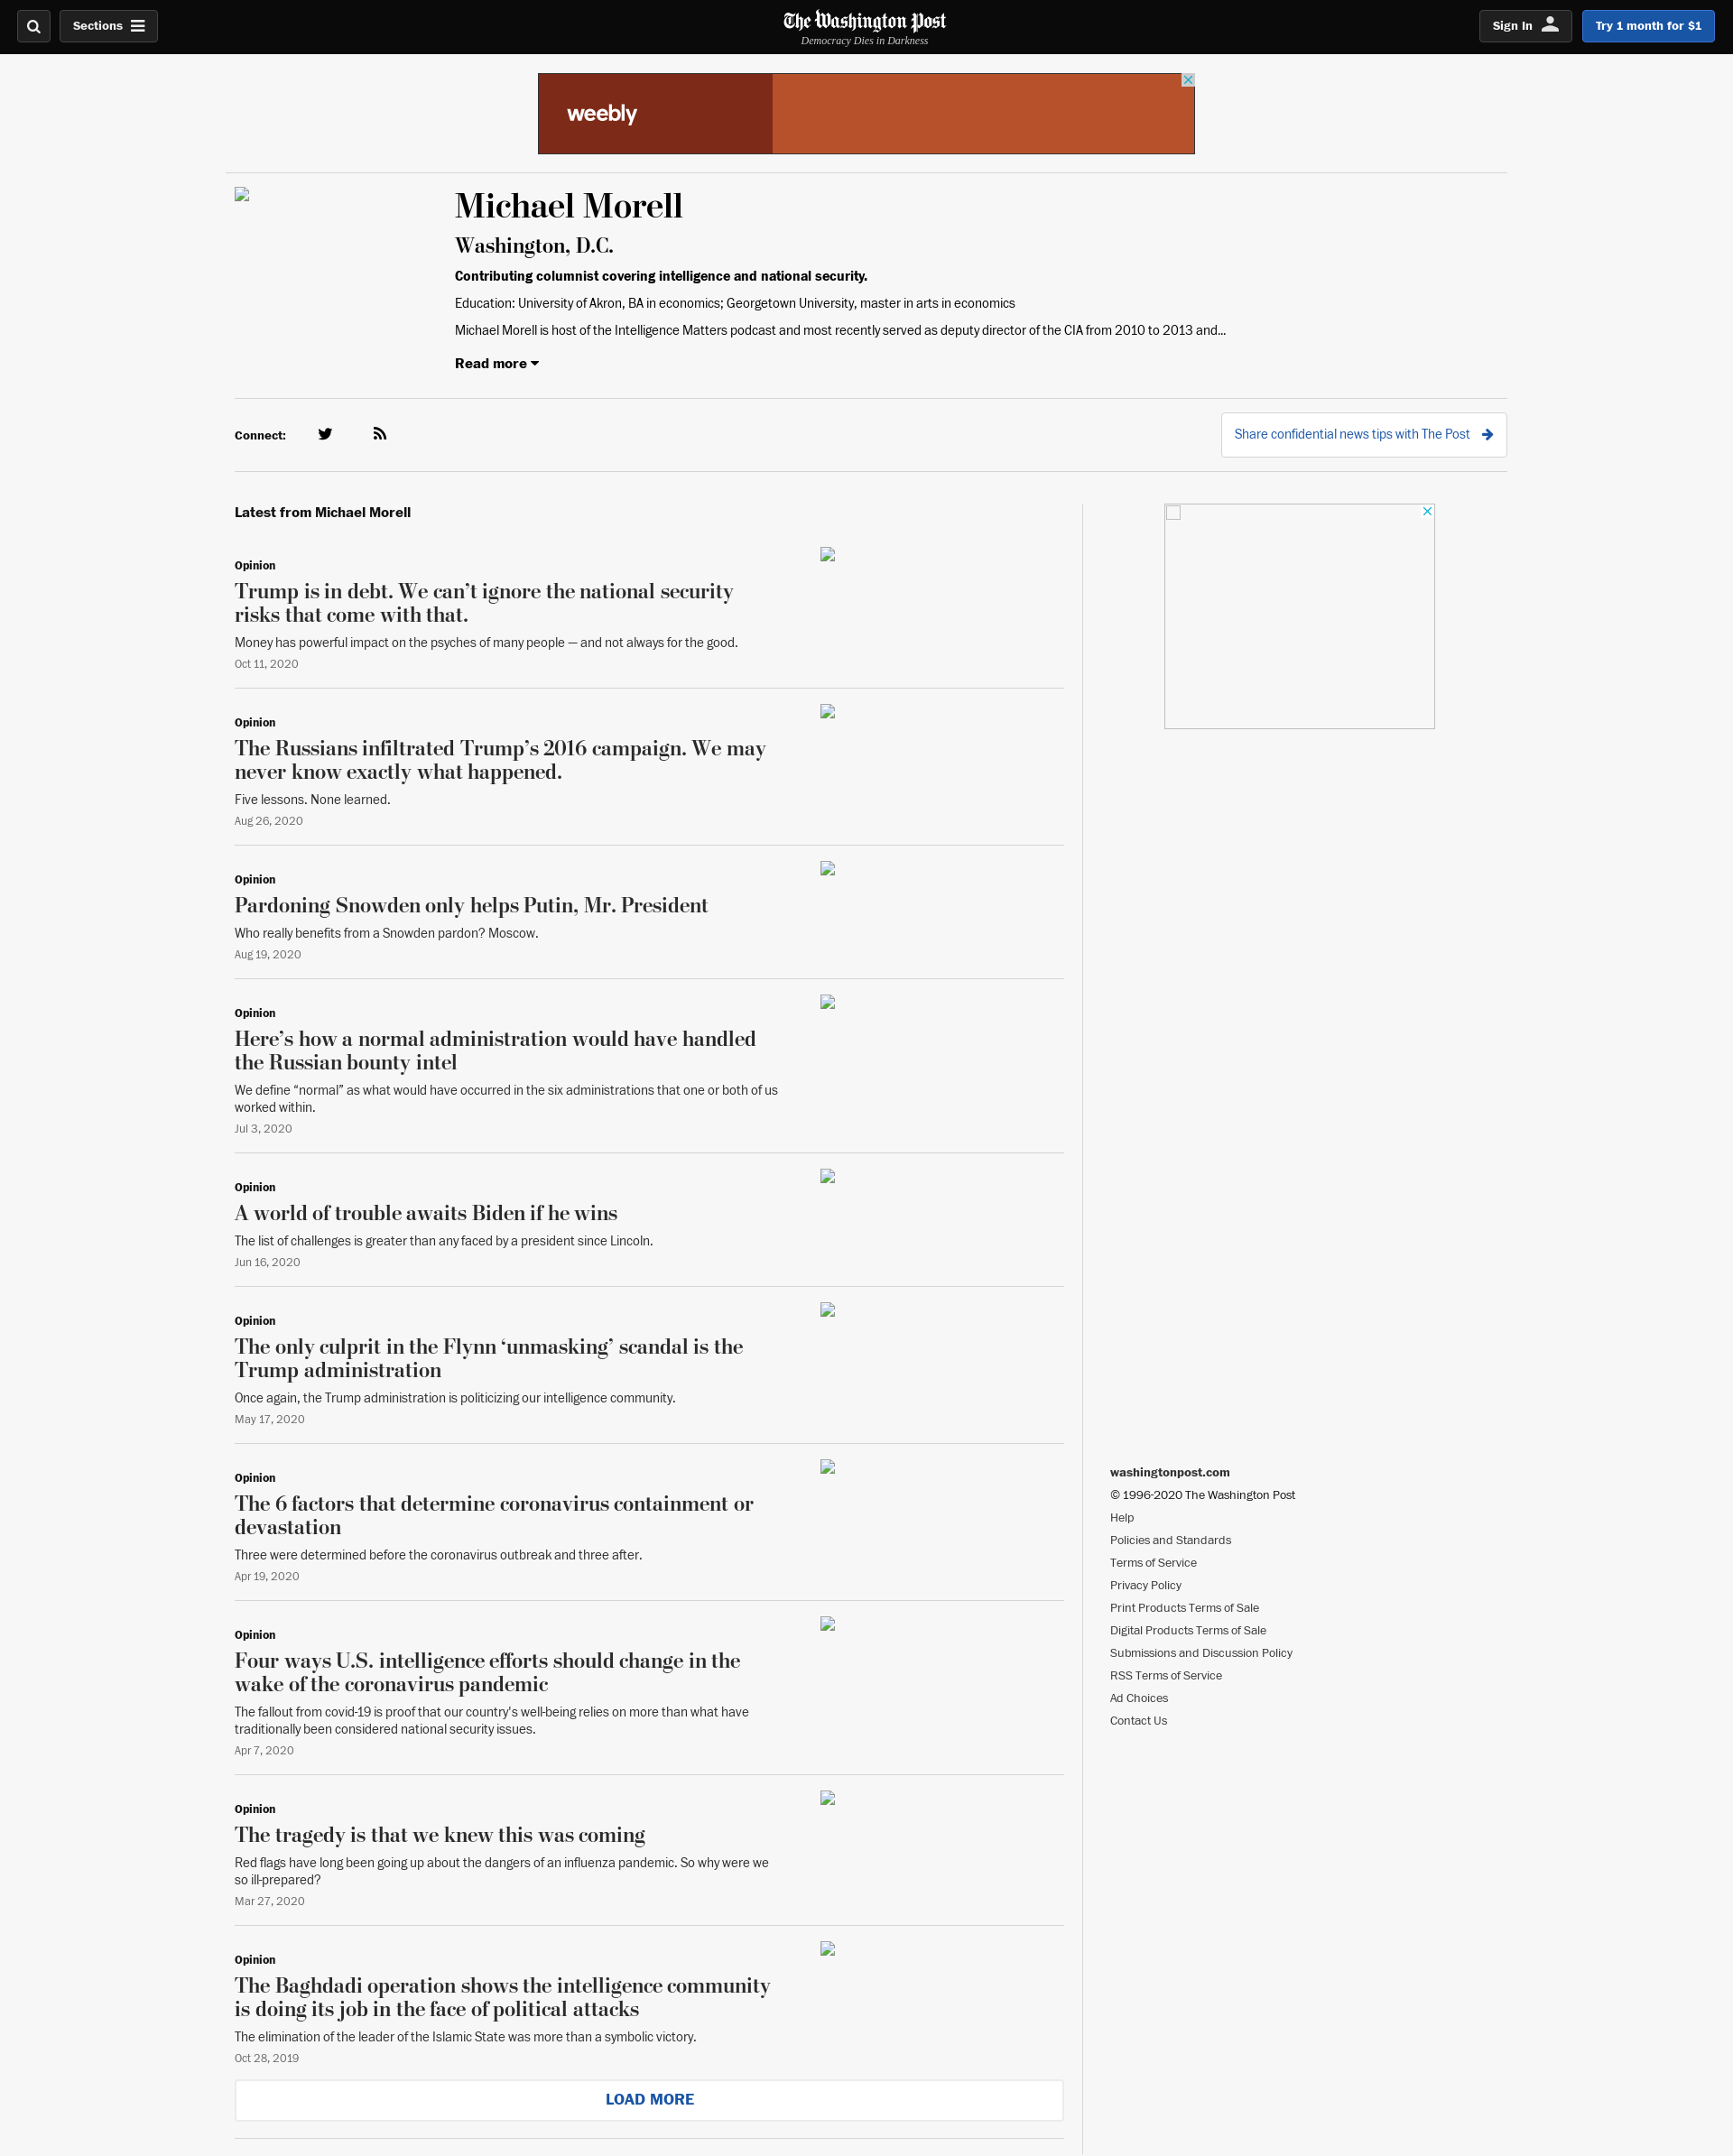 Sections
The Washington Post
Democracy Dies in Darkness
Sign In
Try 1 month for $1
weebly
Michael Morell
Washington, D.C.
Contributing columnist covering intelligence and national security.
Education: University of Akron, BA in economics; Georgetown University, master in arts in economics
Michael Morell is host of the Intelligence Matters podcast and most recently served as deputy director of the CIA from 2010 to 2013 and...
Read more
Connect:
Share confidential news tips with The Post
Latest from Michael Morell
Opinion
Trump is in debt. We can’t ignore the national security
risks that come with that.
Money has powerful impact on the psyches of many people — and not always for the good.
Oct 11, 2020
Opinion
The Russians infiltrated Trump’s 2016 campaign. We may
never know exactly what happened.
Five lessons. None learned.
Aug 26, 2020
Opinion
Pardoning Snowden only helps Putin, Mr. President
Who really benefits from a Snowden pardon? Moscow.
Aug 19, 2020
Opinion
Here’s how a normal administration would have handled
the Russian bounty intel
We define “normal” as what would have occurred in the six administrations that one or both of us
worked within.
Jul 3, 2020
Opinion
A world of trouble awaits Biden if he wins
The list of challenges is greater than any faced by a president since Lincoln.
Jun 16, 2020
Opinion
The only culprit in the Flynn ‘unmasking’ scandal is the
Trump administration
Once again, the Trump administration is politicizing our intelligence community.
May 17, 2020
Opinion
The 6 factors that determine coronavirus containment or
devastation
Three were determined before the coronavirus outbreak and three after.
Apr 19, 2020
Opinion
Four ways U.S. intelligence efforts should change in the
wake of the coronavirus pandemic
The fallout from covid-19 is proof that our country's well-being relies on more than what have
traditionally been considered national security issues.
Apr 7, 2020
Opinion
The tragedy is that we knew this was coming
Red flags have long been going up about the dangers of an influenza pandemic. So why were we
so ill-prepared?
Mar 27, 2020
Opinion
The Baghdadi operation shows the intelligence community
is doing its job in the face of political attacks
The elimination of the leader of the Islamic State was more than a symbolic victory.
Oct 28, 2019
LOAD MORE
washingtonpost.com
© 1996-2020 The Washington Post
Help
Policies and Standards
Terms of Service
Privacy Policy
Print Products Terms of Sale
Digital Products Terms of Sale
Submissions and Discussion Policy
RSS Terms of Service
Ad Choices
Contact Us